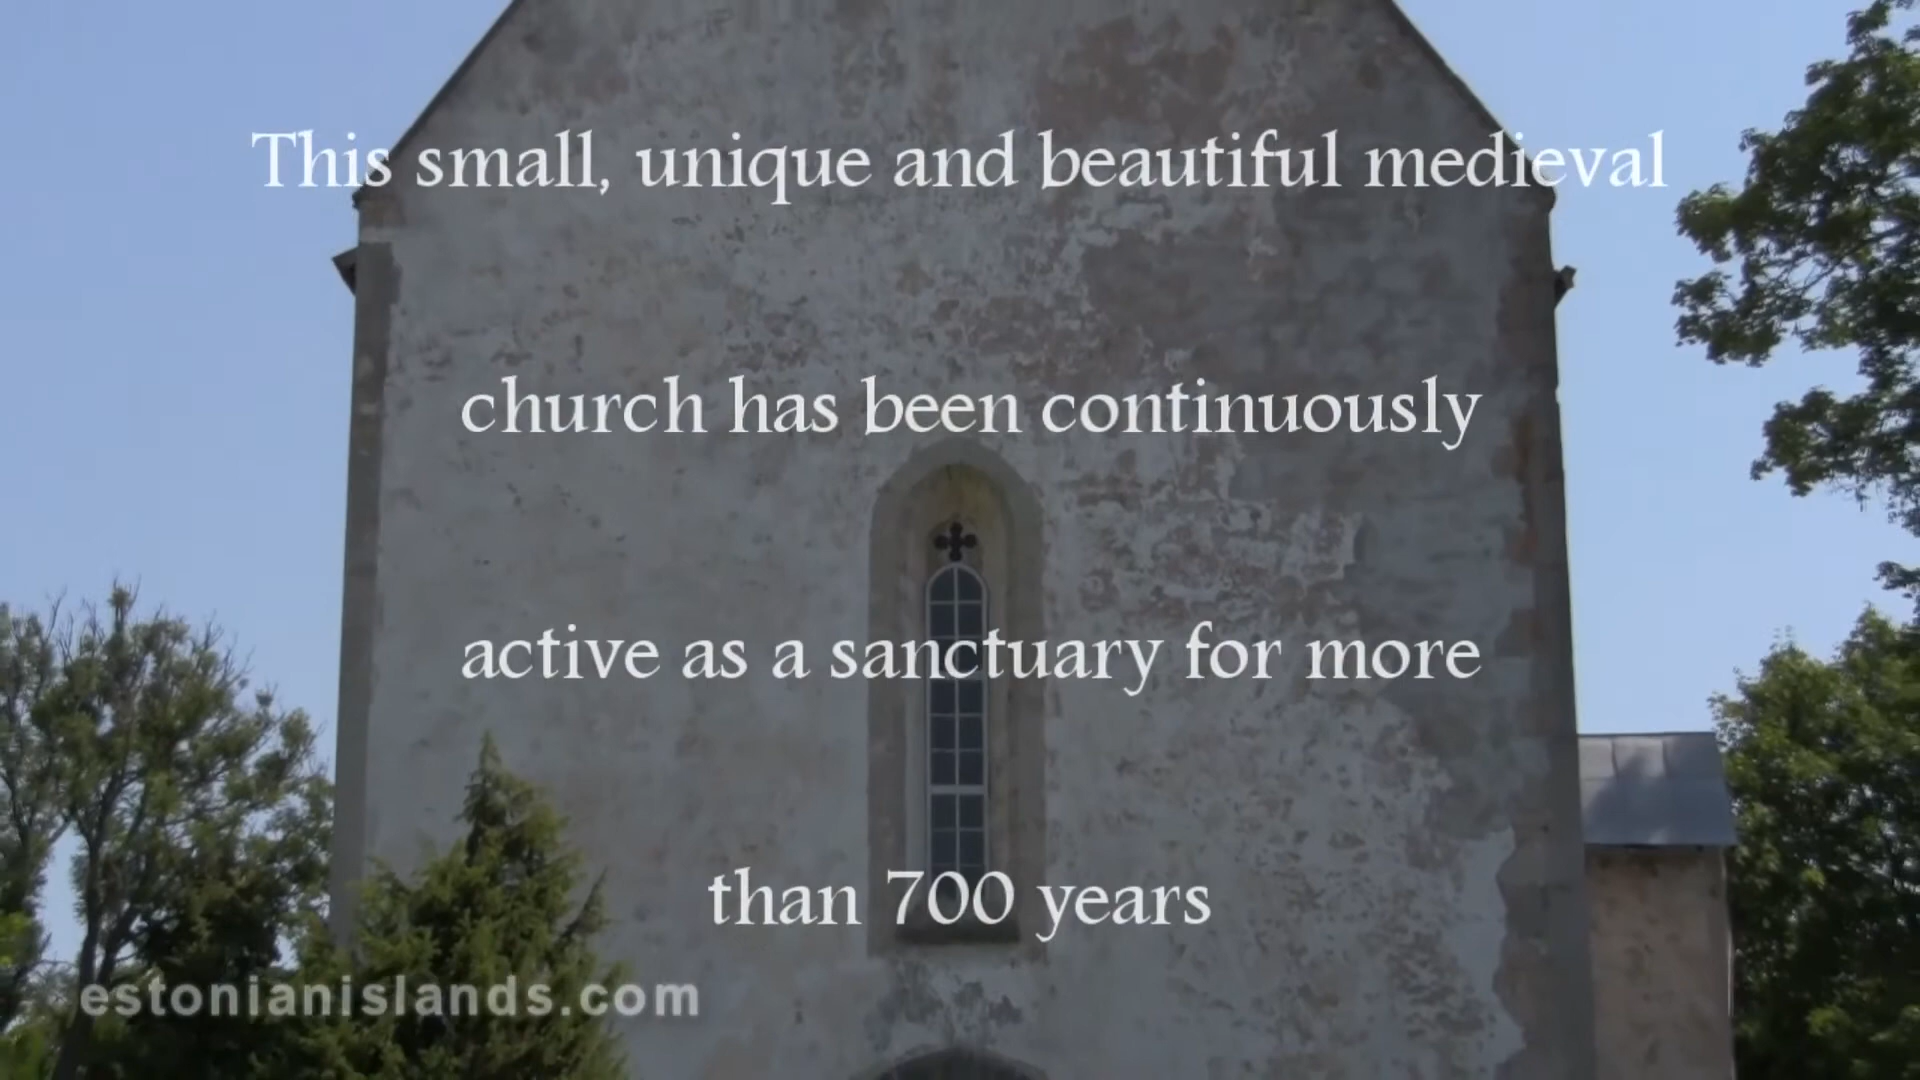 This small, unique and beautiful medieval
church has been continuously
active as a sanctuary for more
than 700 years
estonianislands.com